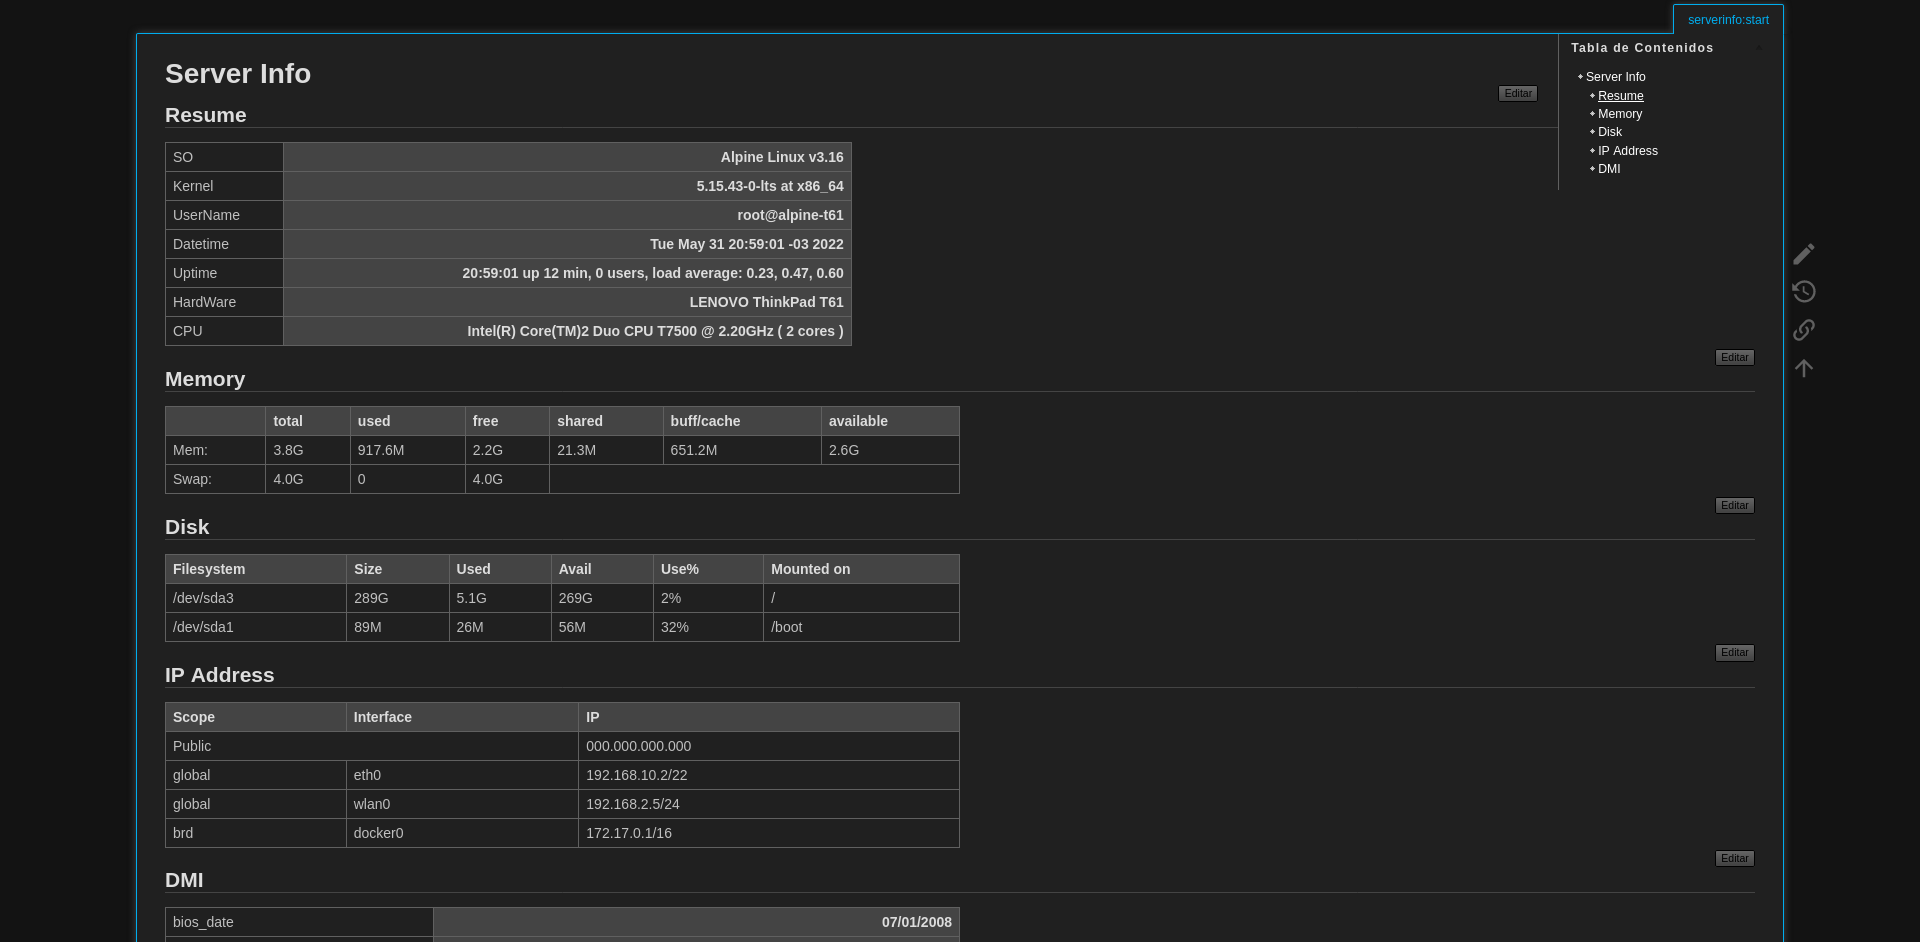 serverinfo:start
Tabla de Contenidos
Server Info
Resume
Memory
Disk
IP Address
DMI
Server Info
Editar
Resume
SO Alpine Linux v3.16
Kernel 5.15.43-0-lts at x86_64
UserName root@alpine-t61
Datetime Tue May 31 20:59:01 -03 2022
Uptime 20:59:01 up 12 min, 0 users, load average: 0.23, 0.47, 0.60
HardWare LENOVO ThinkPad T61
CPU Intel(R) Core(TM)2 Duo CPU T7500 @ 2.20GHz ( 2 cores )
Editar
Memory
total used free shared buff/cache available
Mem: 3.8G 917.6M 2.2G 21.3M 651.2M 2.6G
Swap: 4.0G 0 4.0G
Editar
Disk
Filesystem Size Used Avail Use% Mounted on
/dev/sda3 289G 5.1G 269G 2% /
/dev/sda1 89M 26M 56M 32% /boot
Editar
IP Address
Scope Interface IP
Public 000.000.000.000
global eth0 192.168.10.2/22
global wlan0 192.168.2.5/24
brd docker0 172.17.0.1/16
Editar
DMI
bios_date 07/01/2008